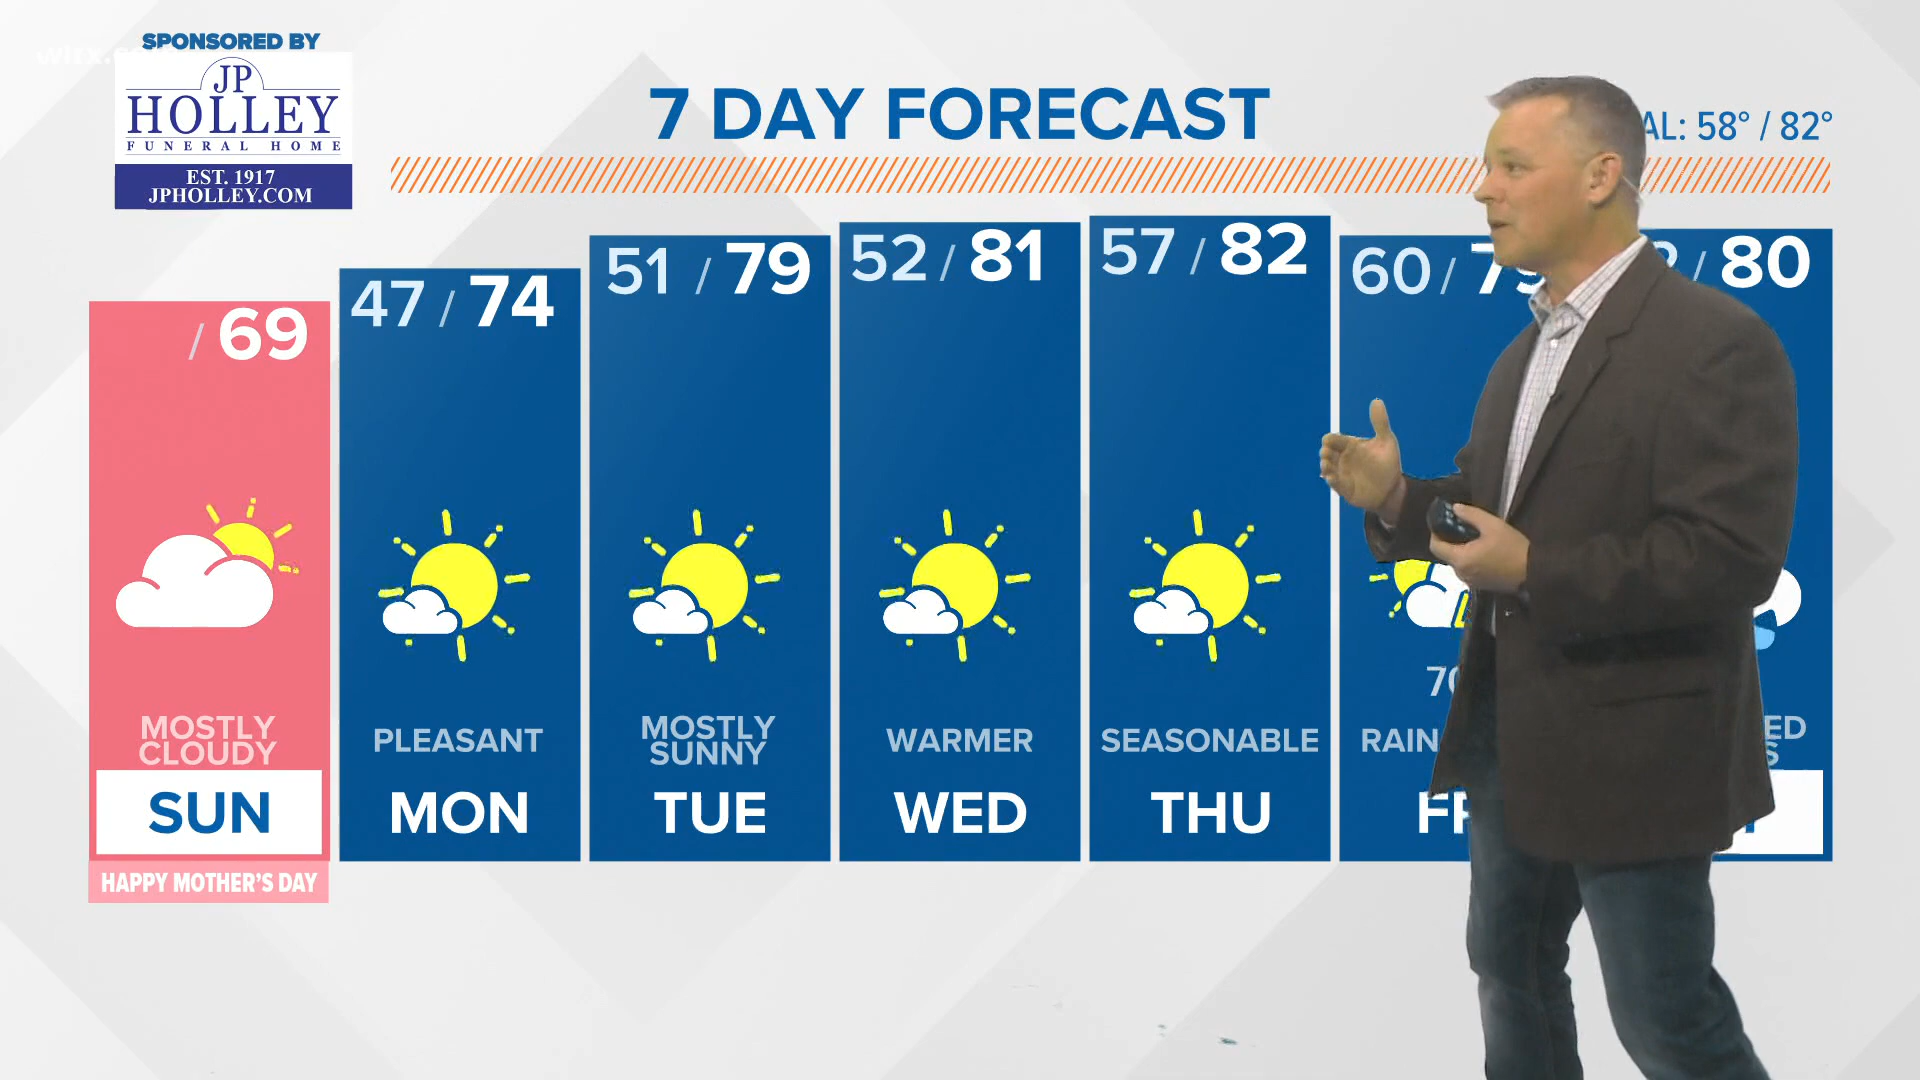 SPONSORED BY
JP
HOLLEY
FUNERAL HOME
EST. 1917
JPHOLLEY.COM
7 DAY FORECAST
AL: 58° / 82°
/ 69
47 / 74
51 / 79
52 / 81
57 / 82
60 / 79
/ 80
MOSTLY
CLOUDY
PLEASANT
MOSTLY
SUNNY
WARMER
SEASONABLE
RAIN
SUN
MON
TUE
WED
THU
HAPPY MOTHER'S DAY